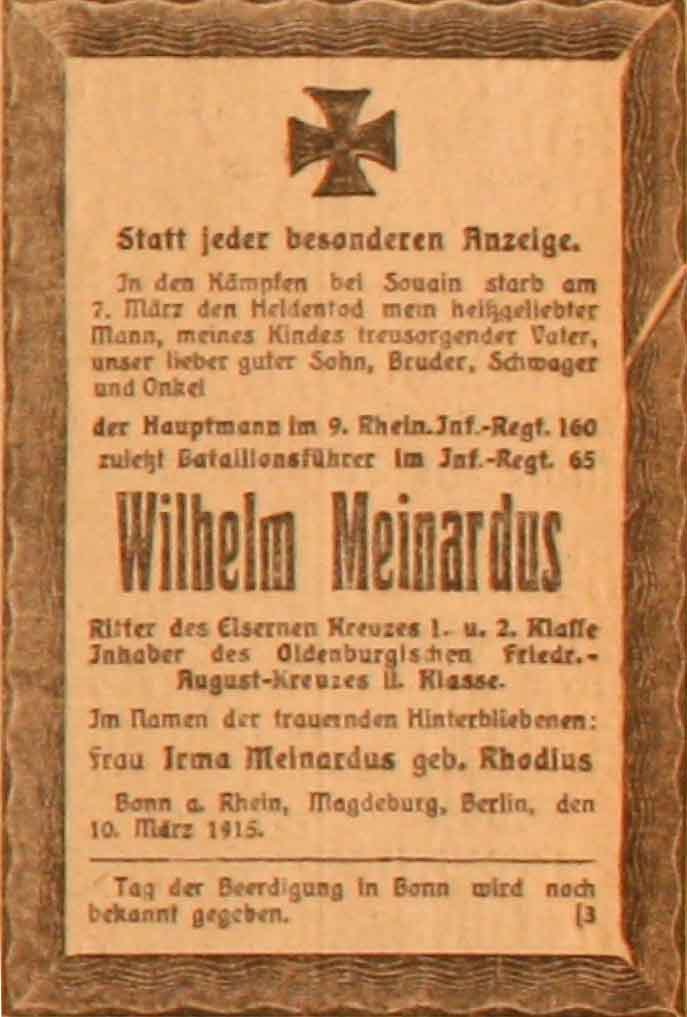 Statt jeder besonderen Anzeige.
In den Kämpfen bei Souain starb am
7. März den Heldentod mein heißgeliebter
Mann, meines Kindes treusorgender Vater,
unser lieber guter Sohn, Bruder, Schwager
und Onkel
der Hauptmann im 9. Rhein.Inf.-Regt. 160
zuletzt Bataillonsführer im Inf.-Regt. 65
Wilhelm Meinardus
Ritter des Eisernen Kreuzes 1. u. 2. Klasse
Inhaber des Oldenburgischen Friedr.-
August-Kreuzes II. Klasse.
Im Namen der trauernden Hinterbliebenen:
Frau Irma Meinardus geb. Rhodius
Bonn a. Rhein, Magdeburg, Berlin, den
10. März 1915.
Tag der Beerdigung in Bonn wird noch
bekannt gegeben. [3